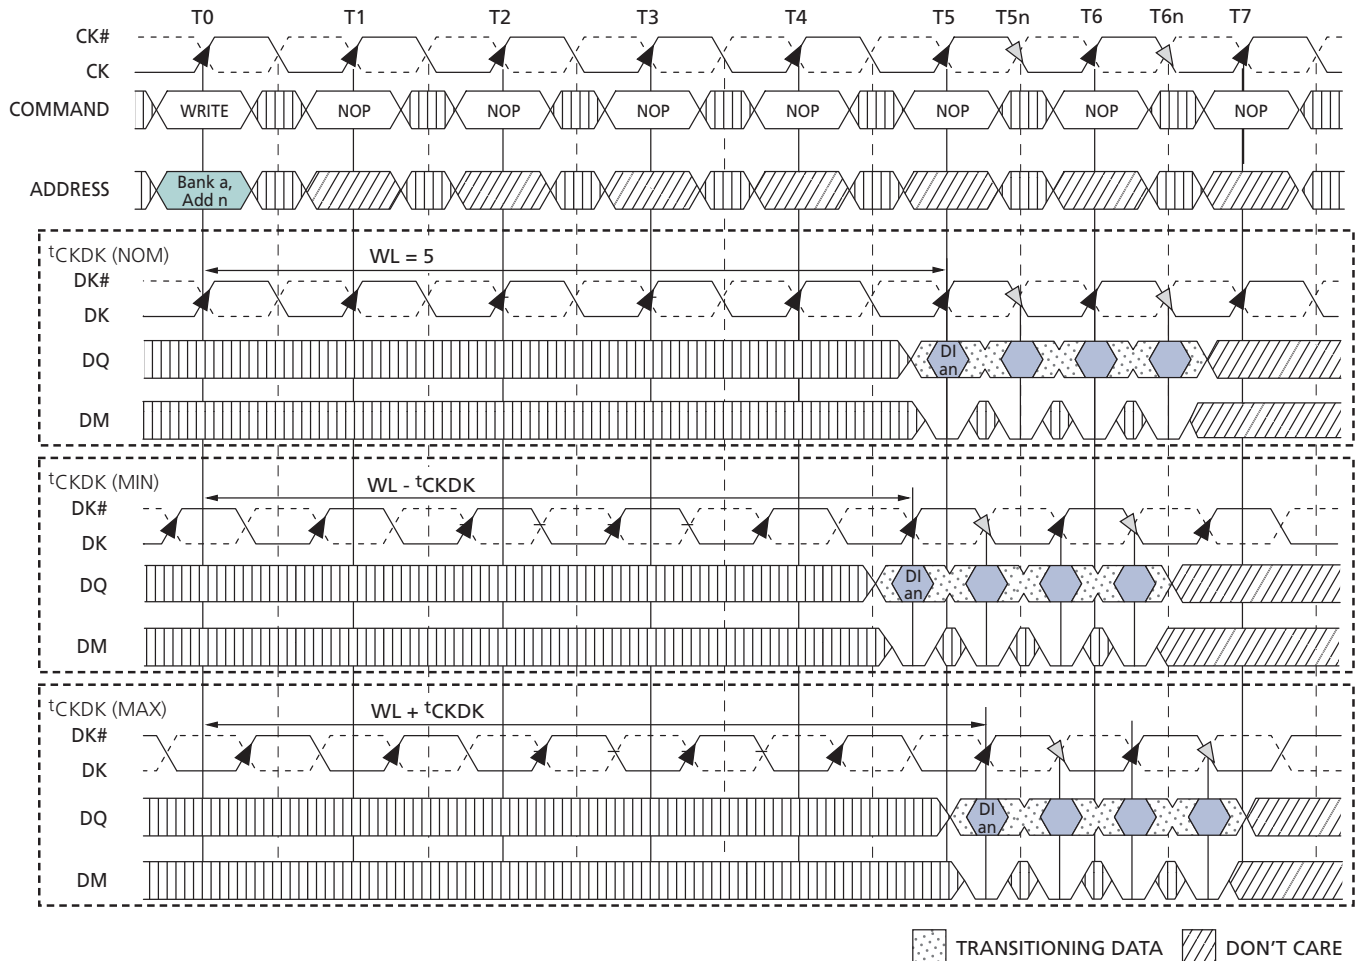 T0 T1 T2 T3 T4 T5 T5n T6 T6n T7
CK#
CK
COMMAND WRITE NOP NOP NOP NOP NOP NOP NOP
ADDRESS Bank a,
Add n
tCKDK (NOM)
WL = 5
DK#
DK
DQ DI
an
DM
tCKDK (MIN)
WL - tCKDK
DK#
DK
DQ DI
an
DM
tCKDK (MAX)
WL + tCKDK
DK#
DK
DQ DI
an
DM
TRANSITIONING DATA DON'T CARE